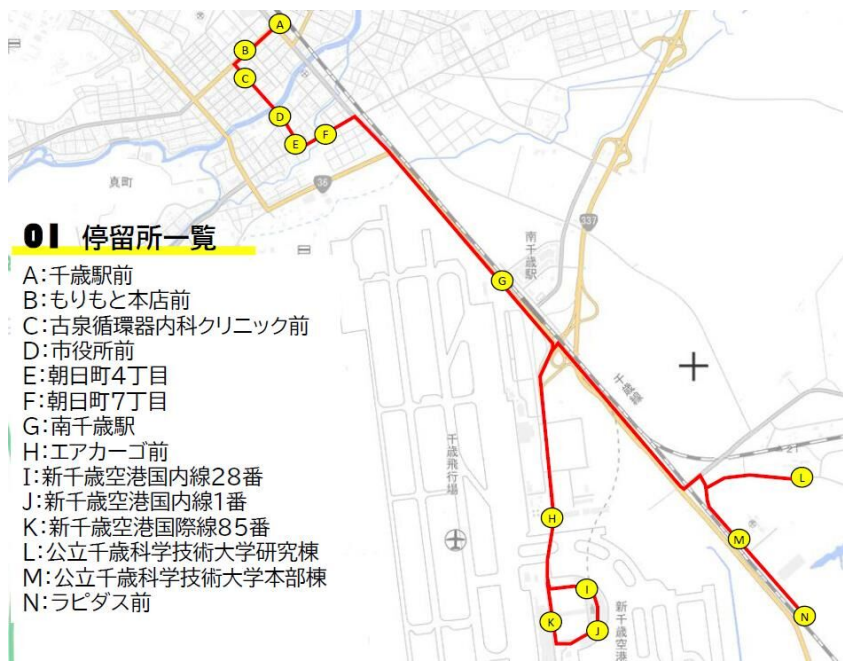 A
B
C
D
E
F
真町
36
01 停留所一覧
A:千歳駅前
B:もりもと本店前
C:古泉循環器内科クリニック前
D:市役所前
E:朝日町4丁目
F:朝日町7丁目
G:南千歳駅
H:エアカーゴ前
I:新千歳空港国内線28番
J:新千歳空港国内線1番
K:新千歳空港国際線85番
L:公立千歳科学技術大学研究棟
M:公立千歳科学技術大学本部棟
N:ラピダス前
337
南千歳駅
G
千歳線
千歳飛行場
21
L
H
M
I
K
J
N
新千歳空港